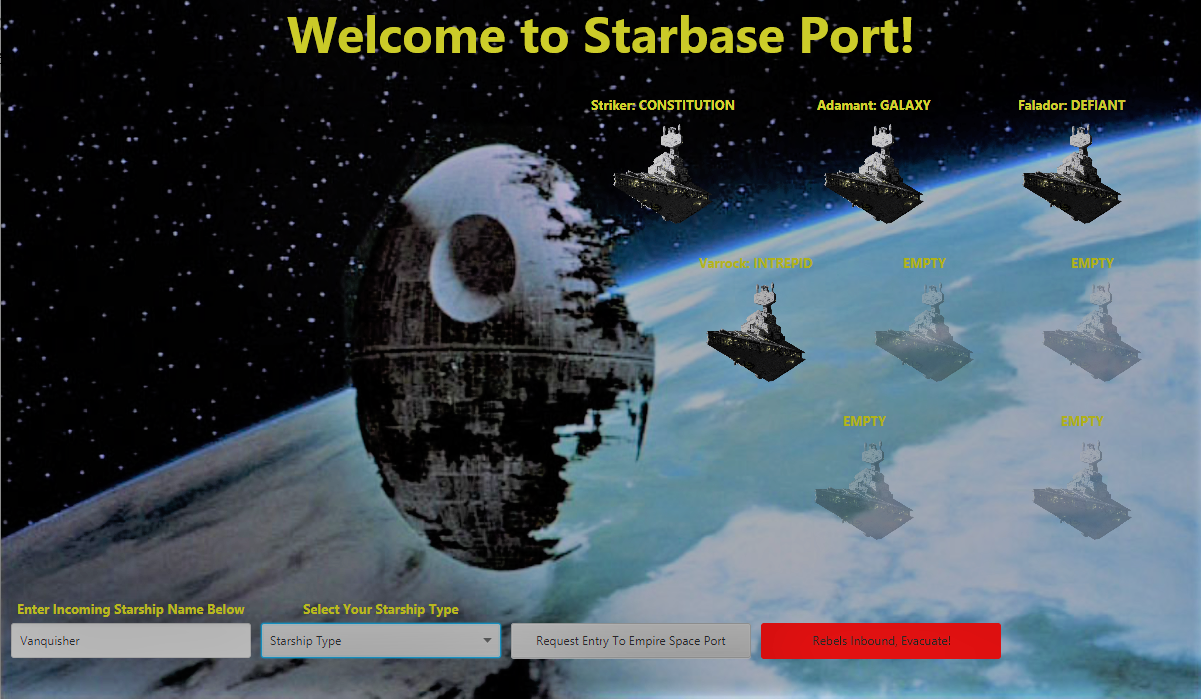 Welcome to Starbase Port!
Striker: CONSTITUTION
Adamant: GALAXY
Falador: DEFIANT
Varrock: INTREPID
EMPTY
EMPTY
EMPTY
EMPTY
Enter Incoming Starship Name Below
Select Your Starship Type
Vanquisher
Starship Type
Request Entry To Empire Space Port
Rebels Inbound, Evacuate!